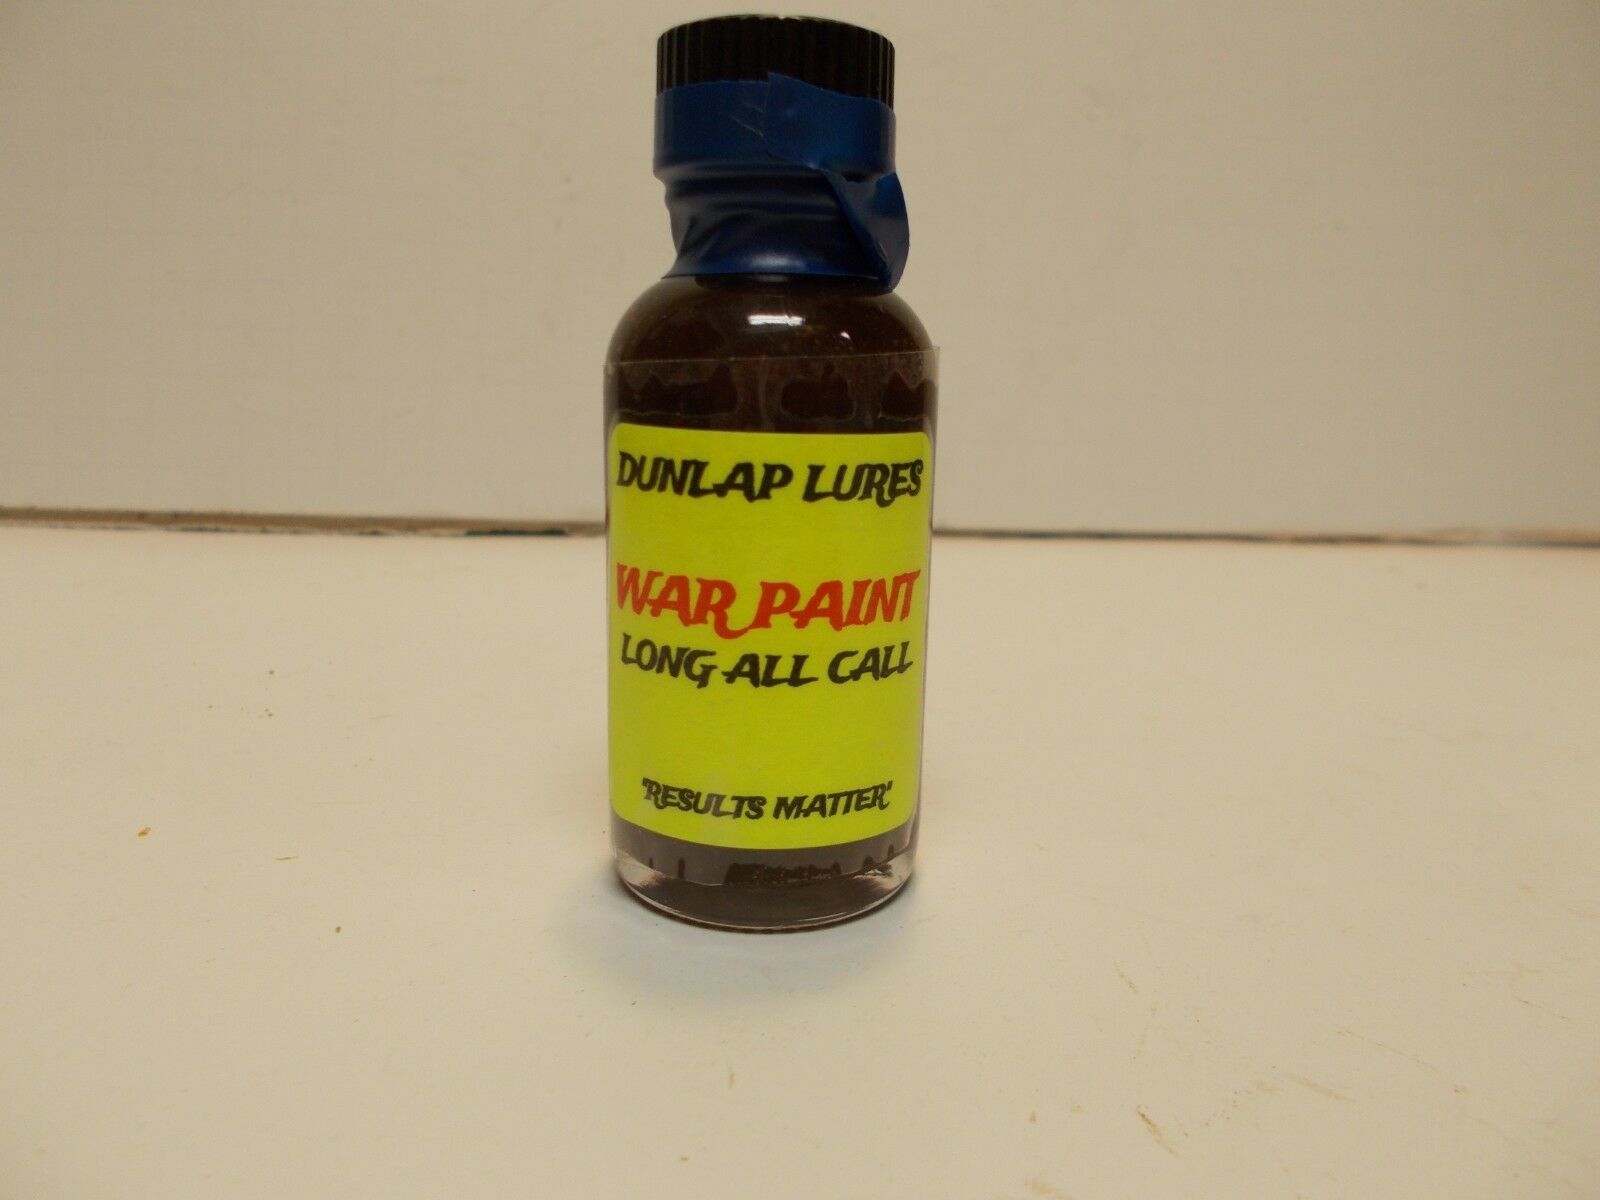 DUNLAP LURES
WAR PAINT
LONG ALL CALL
"RESULTS MATTER"